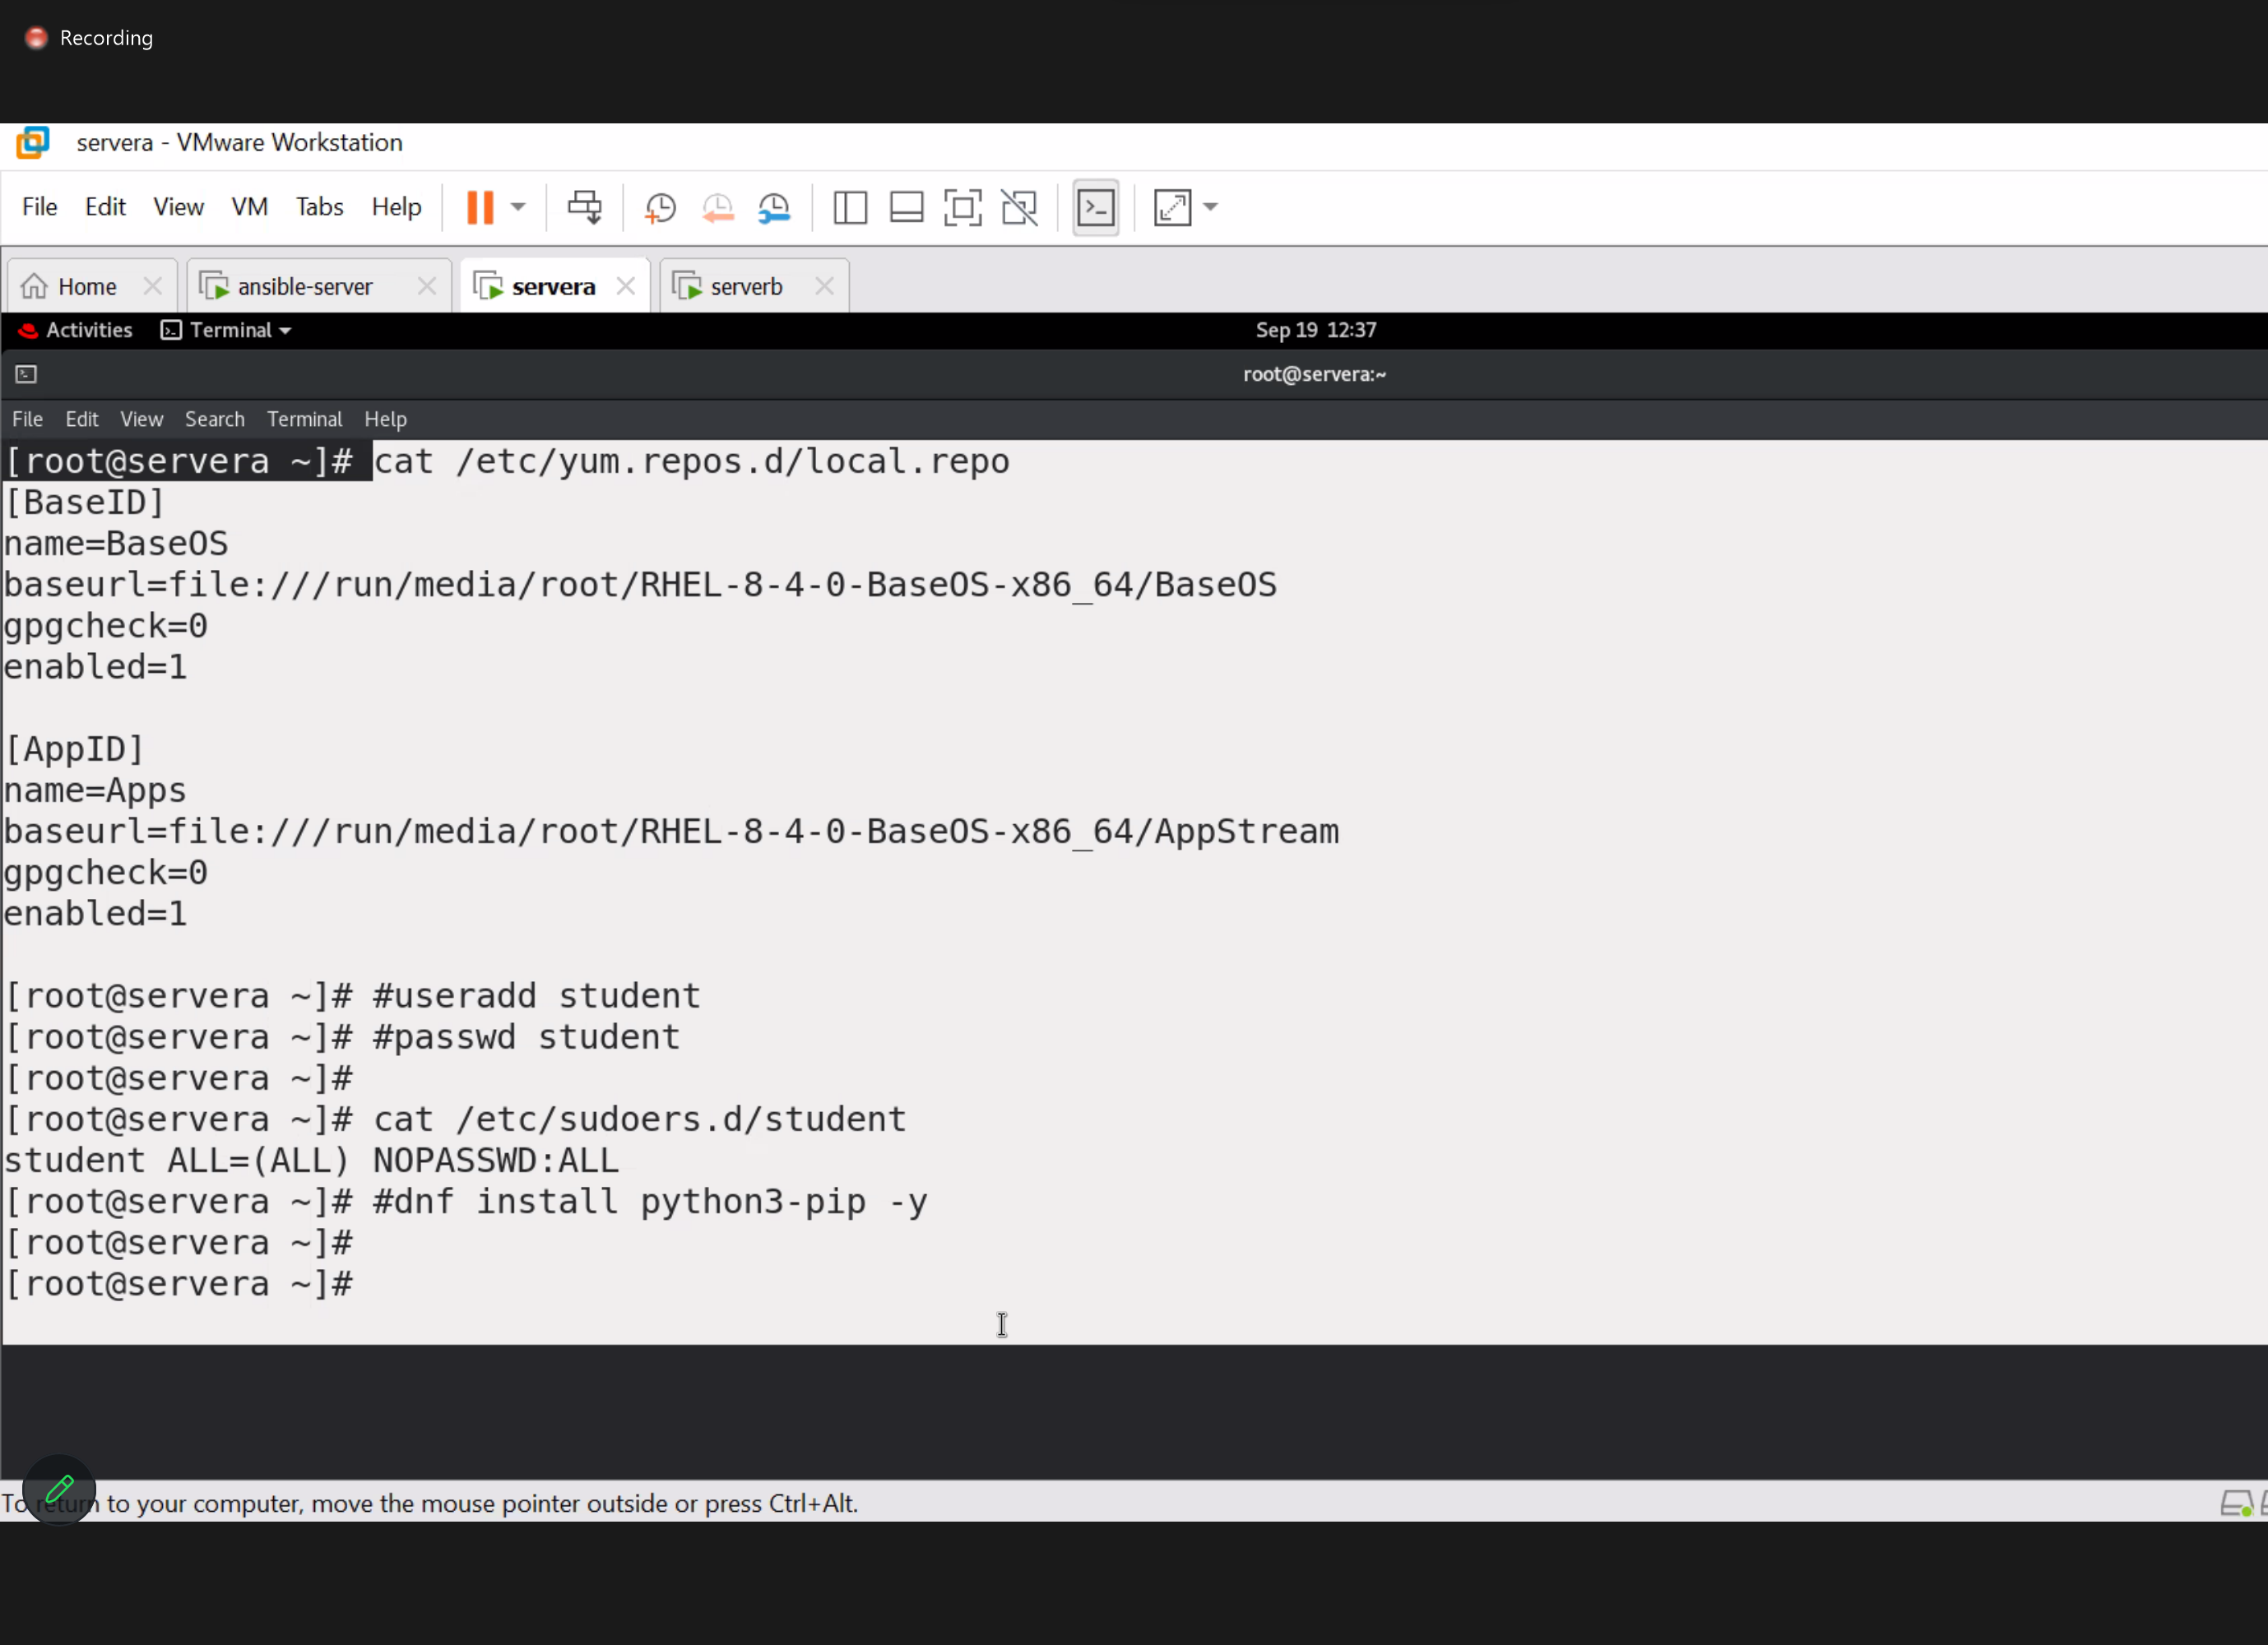 Recording
servera - VMware Workstation
File Edit View VM Tabs Help
Home ansible-server servera serverb
Activities Terminal Sep 19 12:37
root@servera:~
File Edit View Search Terminal Help
[root@servera ~]# cat /etc/yum.repos.d/local.repo
[BaseID]
name=BaseOS
baseurl=file:///run/media/root/RHEL-8-4-0-BaseOS-x86_64/BaseOS
gpgcheck=0
enabled=1
[AppID]
name=Apps
baseurl=file:///run/media/root/RHEL-8-4-0-BaseOS-x86_64/AppStream
gpgcheck=0
enabled=1
[root@servera ~]# #useradd student
[root@servera ~]# #passwd student
[root@servera ~]#
[root@servera ~]# cat /etc/sudoers.d/student
student ALL=(ALL) NOPASSWD:ALL
[root@servera ~]# #dnf install python3-pip -y
[root@servera ~]#
[root@servera ~]#
To return to your computer, move the mouse pointer outside or press Ctrl+Alt.